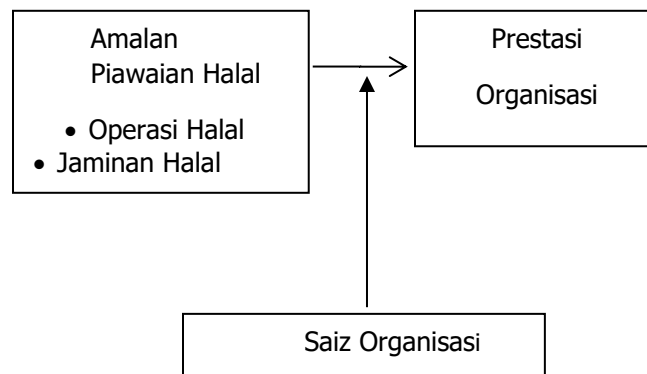 Amalan
Piawaian Halal
• Operasi Halal
• Jaminan Halal
Prestasi
Organisasi
Saiz Organisasi